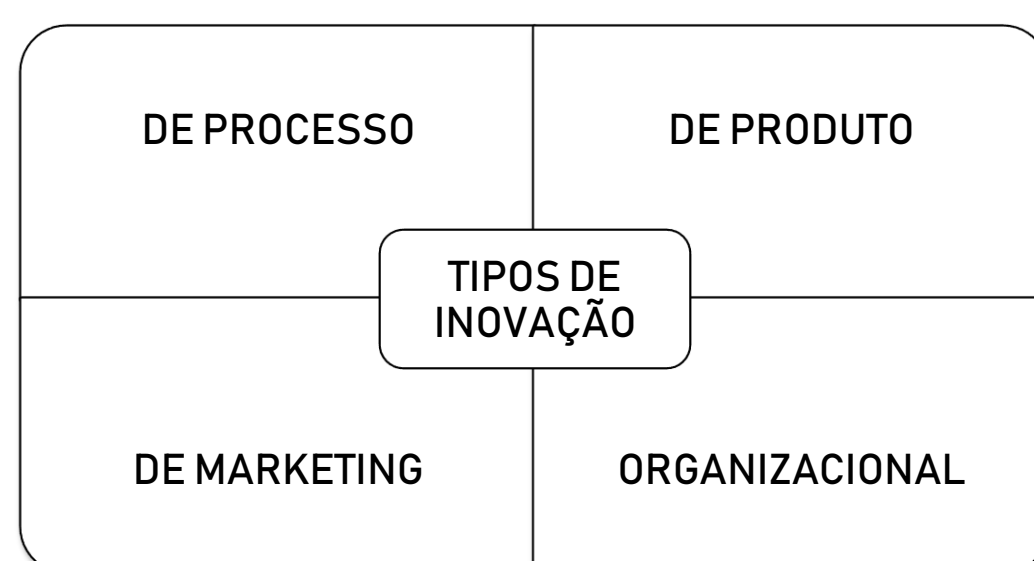 DE PROCESSO
DE PRODUTO
TIPOS DE
INOVAÇÃO
DE MARKETING
ORGANIZACIONAL